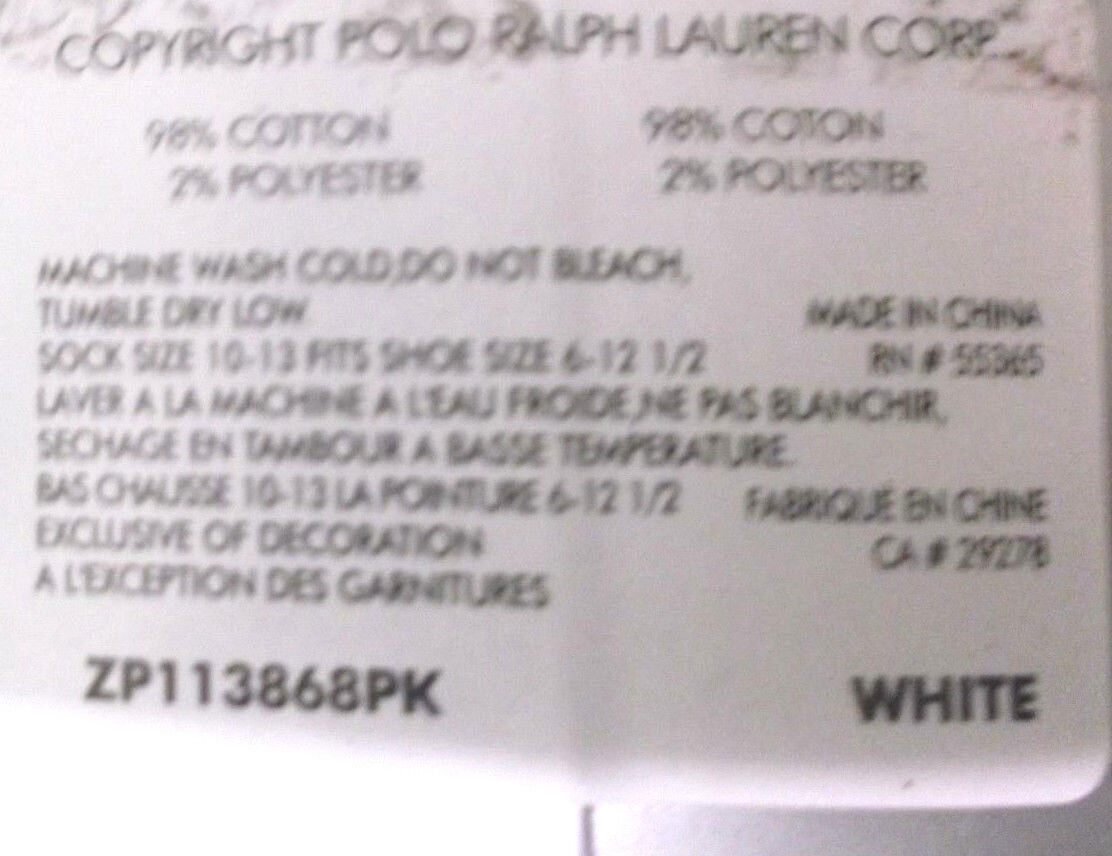 COPYRIGHT POLO RALPH LAUREN CORP.
98% COTTON
2% POLYESTER
98% COTON
2% POLYESTER
MACHINE WASH COLD,DO NOT BLEACH,
TUMBLE DRY LOW
SOCK SIZE 10-13 FITS SHOE SIZE 6-12 1/2
MADE IN CHINA
RN # 55365
LAVER A LA MACHINE A L'EAU FROIDE,NE PAS BLANCHIR,
SECHAGE EN TAMBOUR A BASSE TEMPERATURE.
BAS CHAUSSE 10-13 LA POINTURE 6-12 1/2
FABRIQUÉ EN CHINE
CA # 29278
EXCLUSIVE OF DECORATION
A L'EXCEPTION DES GARNITURES
ZP113868PK
WHITE